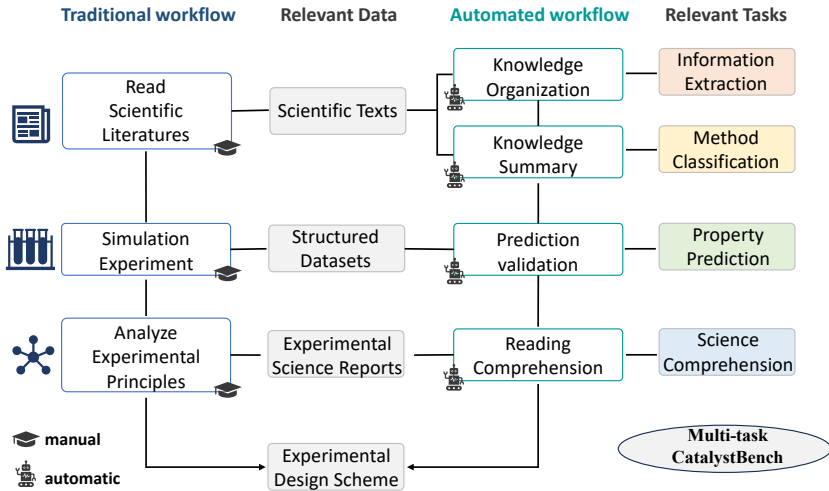 Traditional workflow
Relevant Data
Automated workflow
Relevant Tasks
Read
Scientific
Literatures
Scientific Texts
Knowledge
Organization
Information
Extraction
Knowledge
Summary
Method
Classification
Simulation
Experiment
Structured
Datasets
Prediction
validation
Property
Prediction
Analyze
Experimental
Principles
Experimental
Science Reports
Reading
Comprehension
Science
Comprehension
manual
automatic
Experimental
Design Scheme
Multi-task
CatalystBench